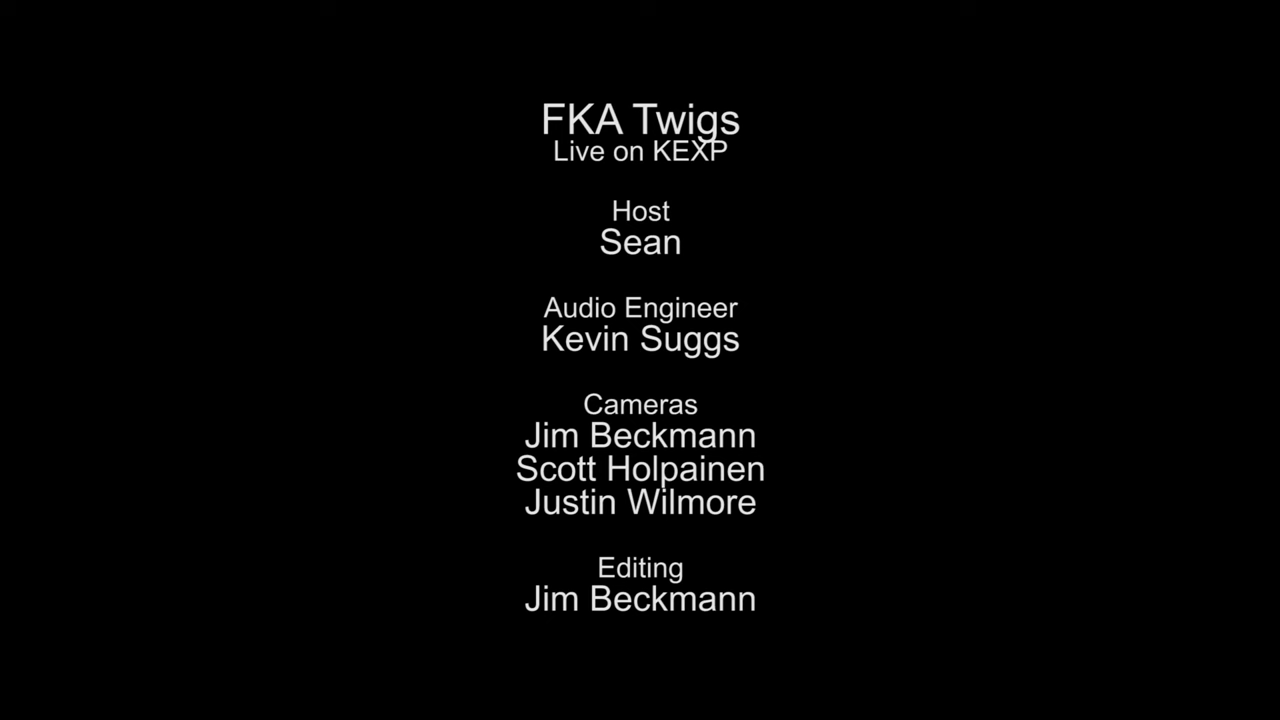 FKA Twigs
Live on KEXP
Host
Sean
Audio Engineer
Kevin Suggs
Cameras
Jim Beckmann
Scott Holpainen
Justin Wilmore
Editing
Jim Beckmann